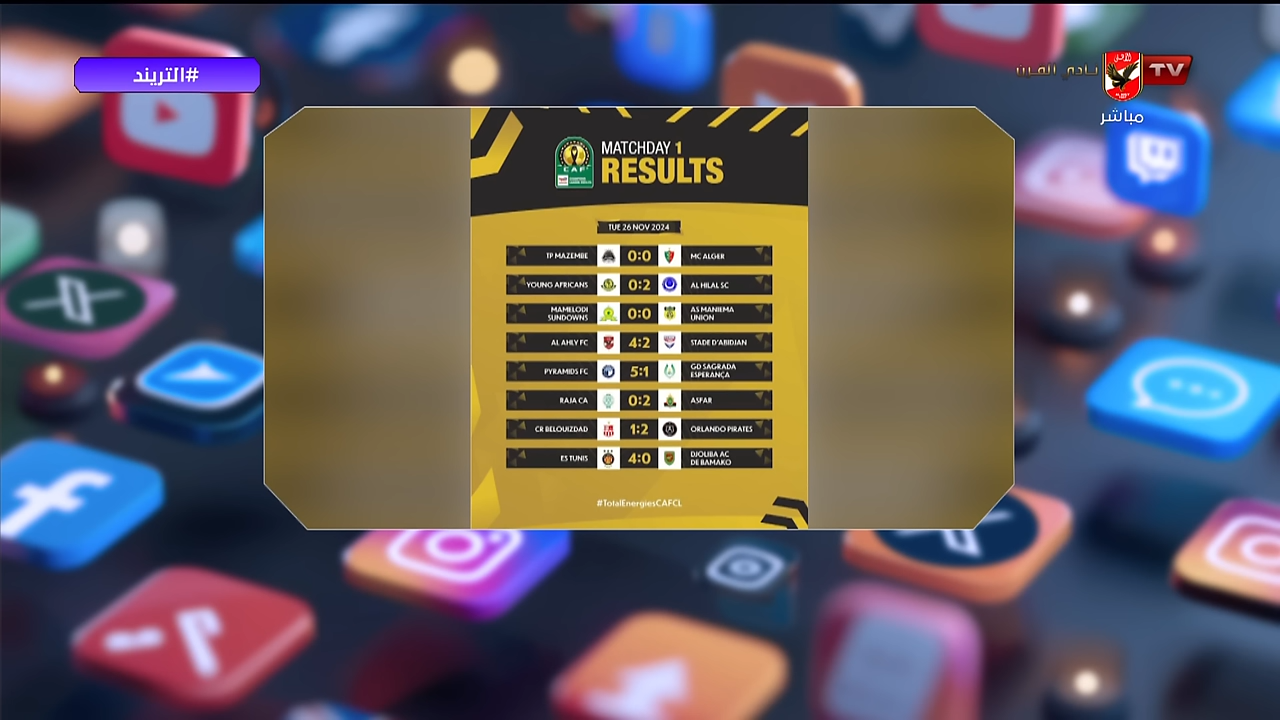 #التريند
نادي القرن
TV
مباشر
CAF
MATCHDAY 1
RESULTS
TUE 26 NOV 2024
TP MAZEMBE 0:0 MC ALGER
YOUNG AFRICANS 0:2 AL HILAL SC
MAMELODI SUNDOWNS 0:0 AS MANIEMA UNION
AL AHLY FC 4:2 STADE D'ABIDJAN
PYRAMIDS FC 5:1 GD SAGRADA ESPERANÇA
RAJA CA 0:2 ASFAR
CR BELOUIZDAD 1:2 ORLANDO PIRATES
ES TUNIS 4:0 DJOLIBA AC DE BAMAKO
#TotalEnergiesCAFCL